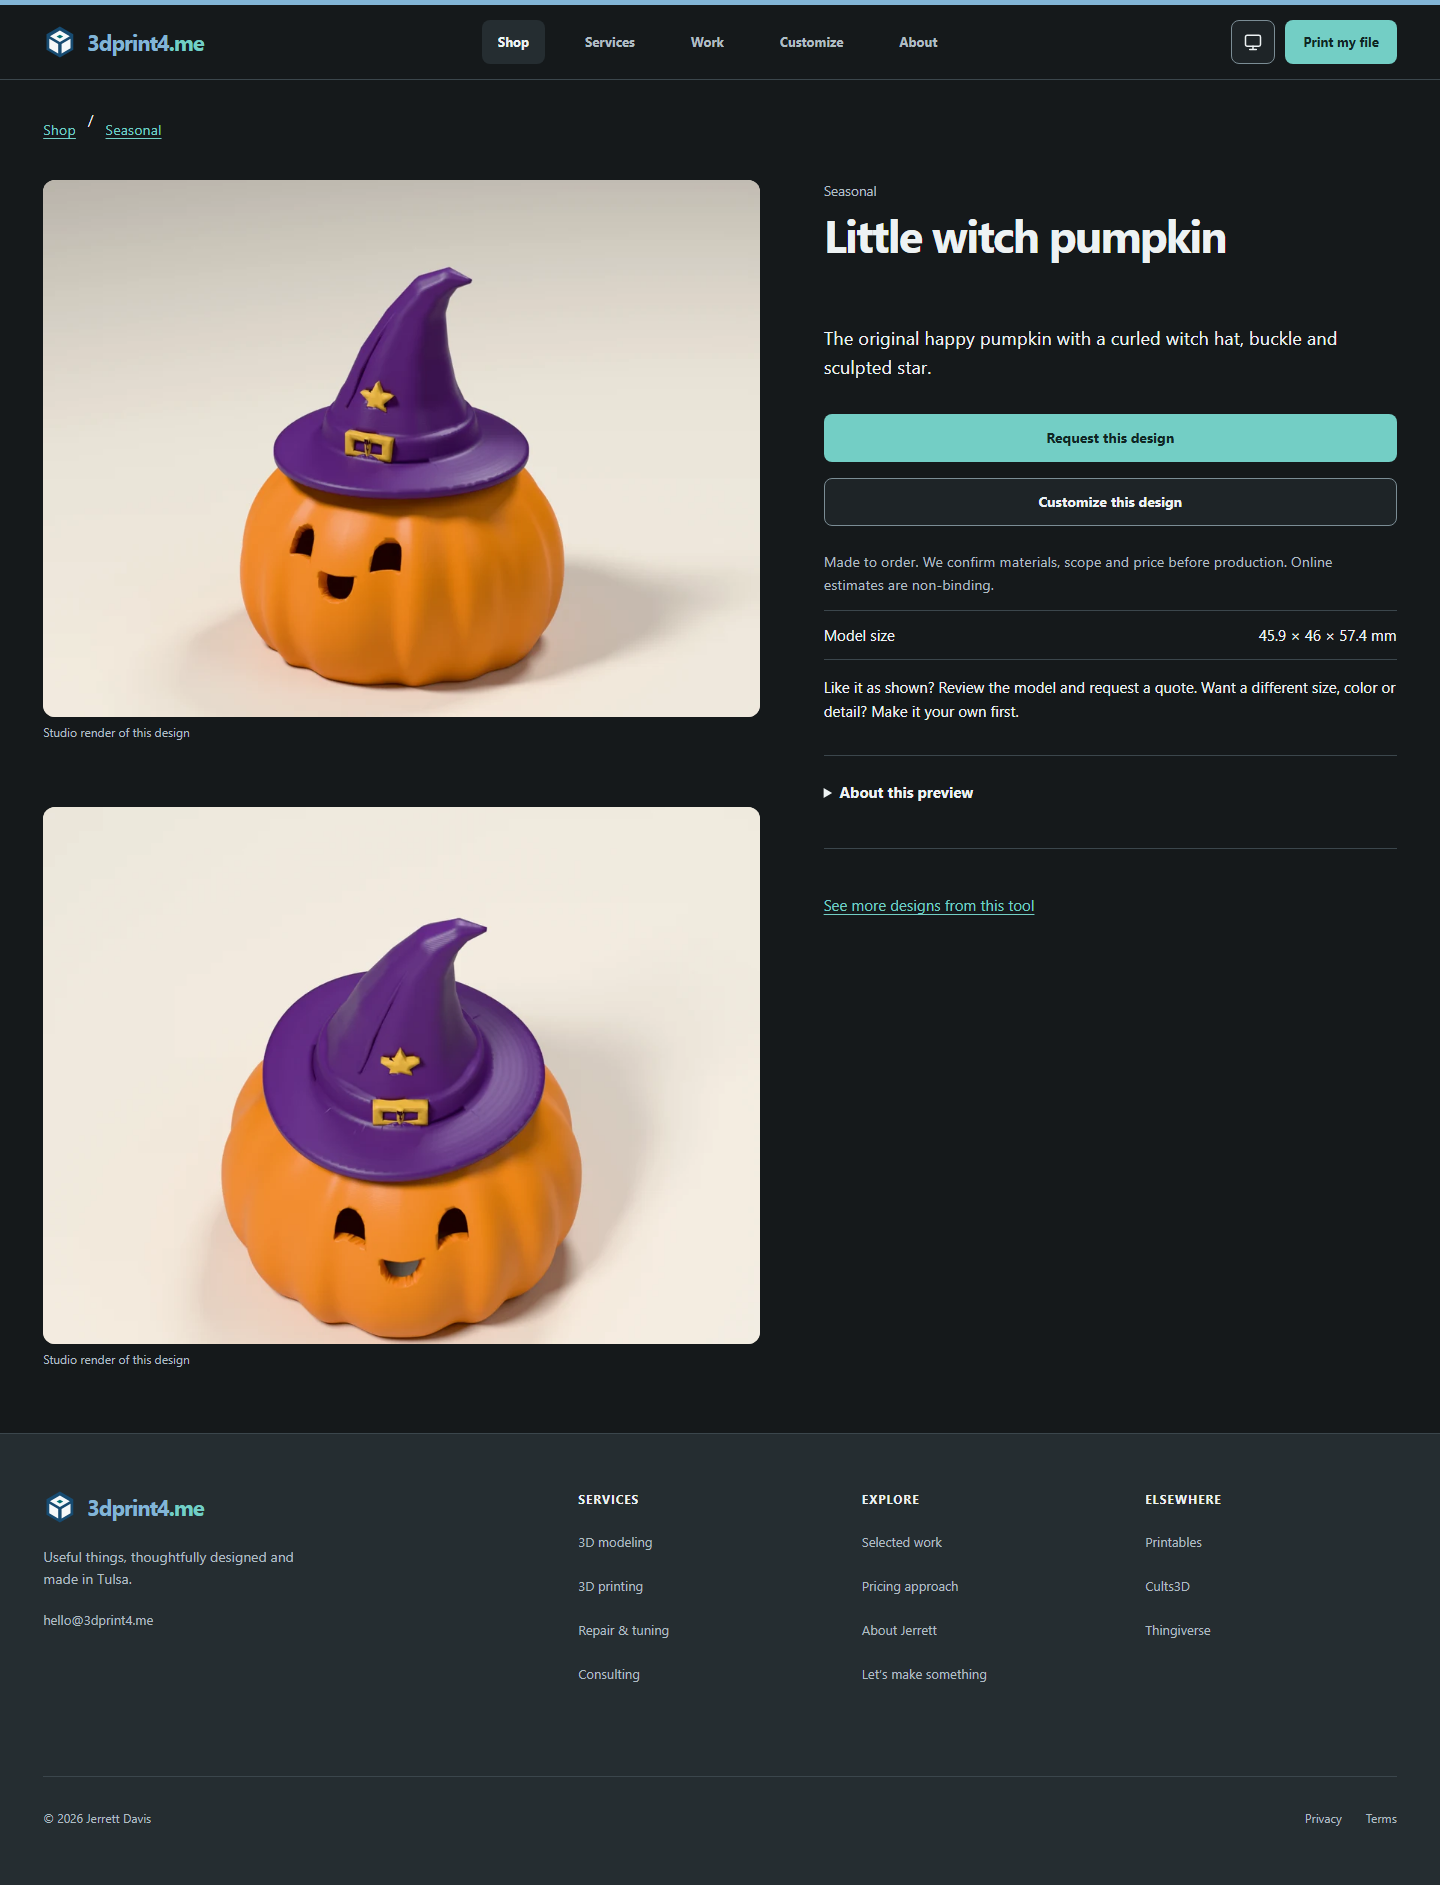 3dprint4.me
Shop
Services
Work
Customize
About
Print my file
Shop / Seasonal
Seasonal
Little witch pumpkin
The original happy pumpkin with a curled witch hat, buckle and
sculpted star.
Request this design
Customize this design
Made to order. We confirm materials, scope and price before production. Online
estimates are non-binding.
Model size 45.9 × 46 × 57.4 mm
Like it as shown? Review the model and request a quote. Want a different size, color or
detail? Make it your own first.
About this preview
See more designs from this tool
Studio render of this design
Studio render of this design
3dprint4.me
Useful things, thoughtfully designed and
made in Tulsa.
hello@3dprint4.me
SERVICES
3D modeling
3D printing
Repair & tuning
Consulting
EXPLORE
Selected work
Pricing approach
About Jerrett
Let's make something
ELSEWHERE
Printables
Cults3D
Thingiverse
© 2026 Jerrett Davis
Privacy
Terms